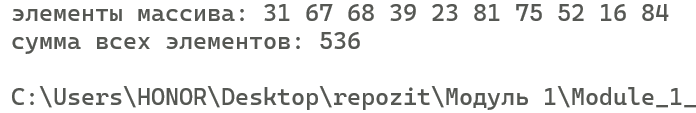 элементы массива: 31 67 68 39 23 81 75 52 16 84
сумма всех элементов: 536
C:\Users\HONOR\Desktop\repozit\Модуль 1\Module_1_